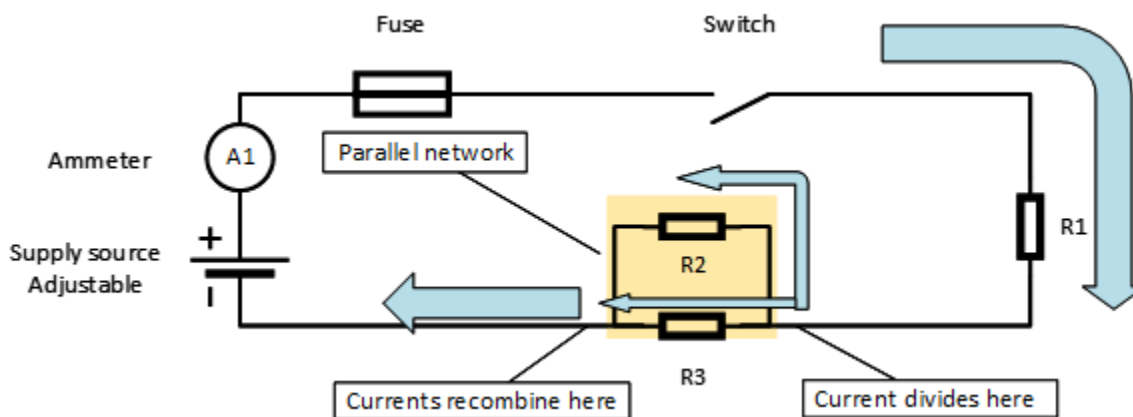 Fuse
Switch
Ammeter
A1
Parallel network
+
Supply source
Adjustable
R1
R2
R3
Currents recombine here
Current divides here